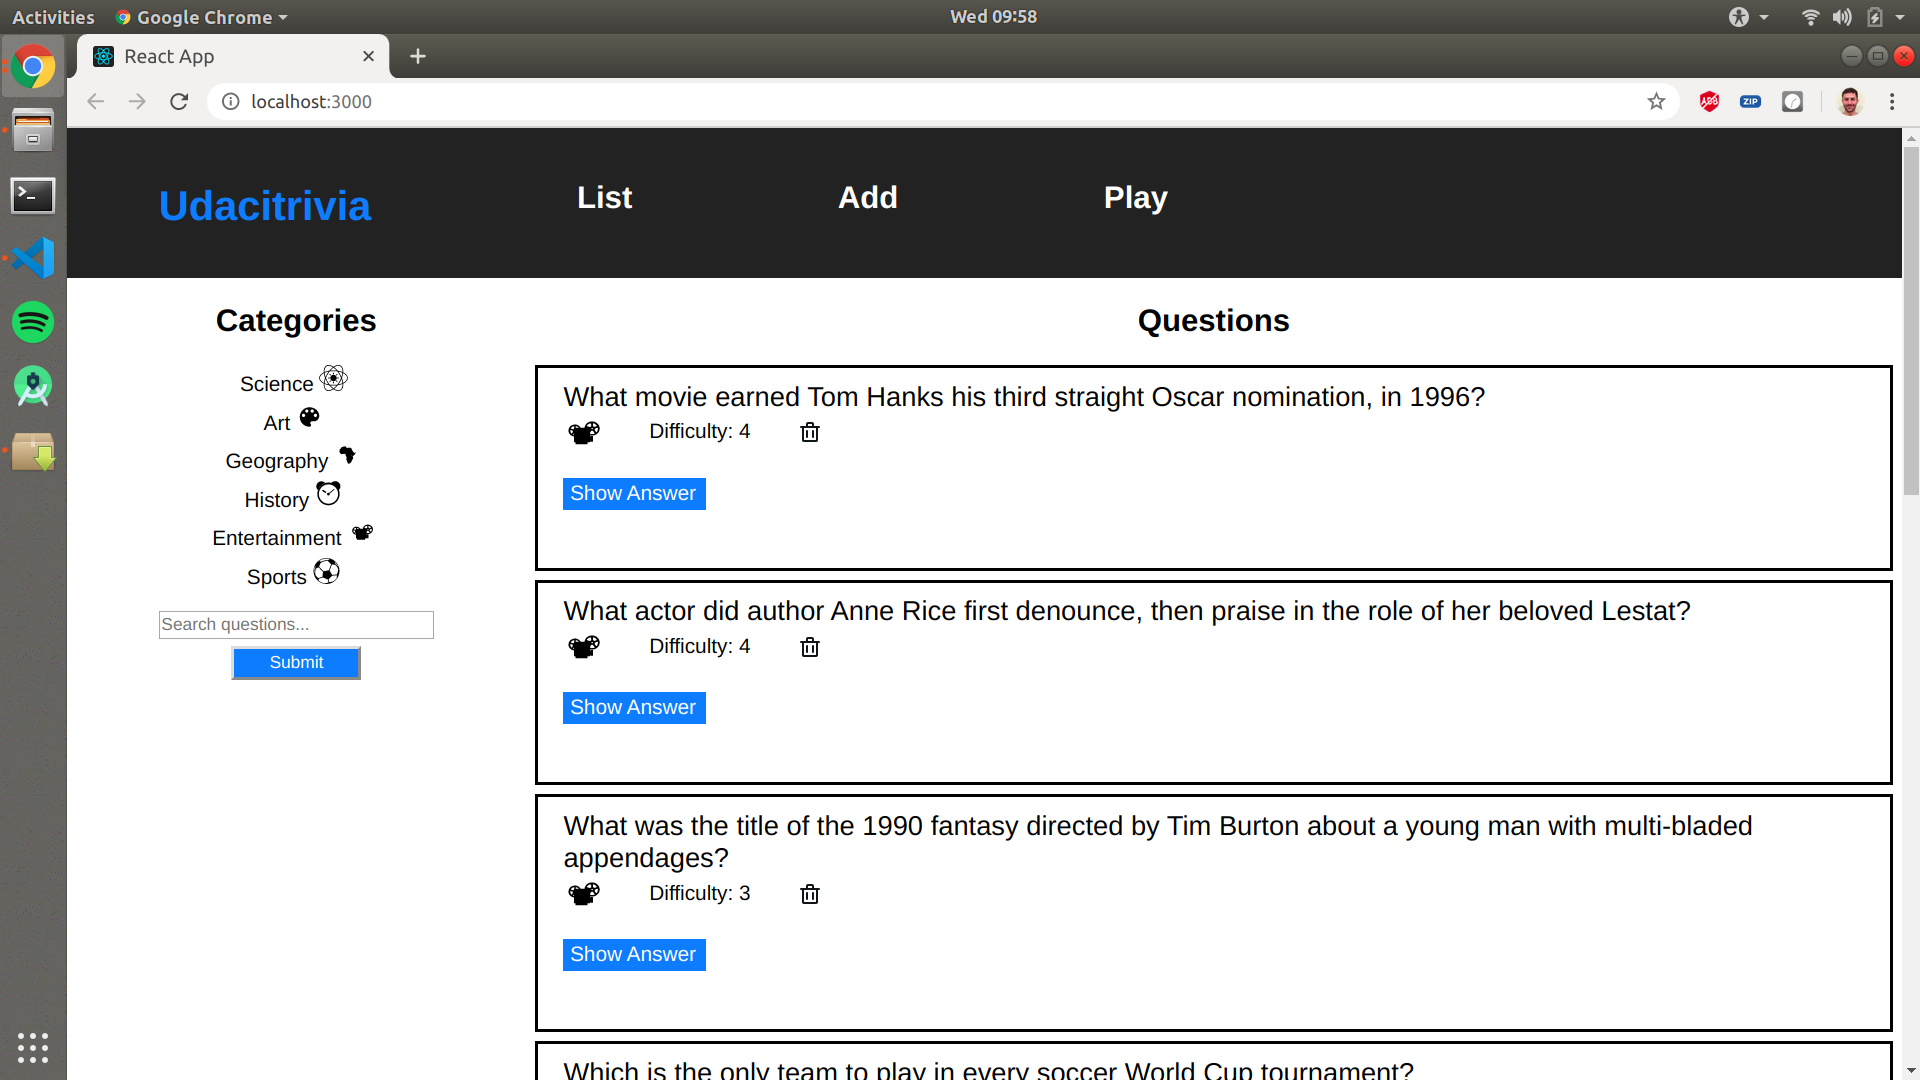 Activities Google Chrome Wed 09:58
React App
localhost:3000 ZIP
Udacitrivia List Add Play
Categories
Science
Art
Geography
History
Entertainment
Sports
Search questions...
Submit
Questions
What movie earned Tom Hanks his third straight Oscar nomination, in 1996?
Difficulty: 4
Show Answer
What actor did author Anne Rice first denounce, then praise in the role of her beloved Lestat?
Difficulty: 4
Show Answer
What was the title of the 1990 fantasy directed by Tim Burton about a young man with multi-bladed
appendages?
Difficulty: 3
Show Answer
Which is the only team to play in every soccer World Cup tournament?